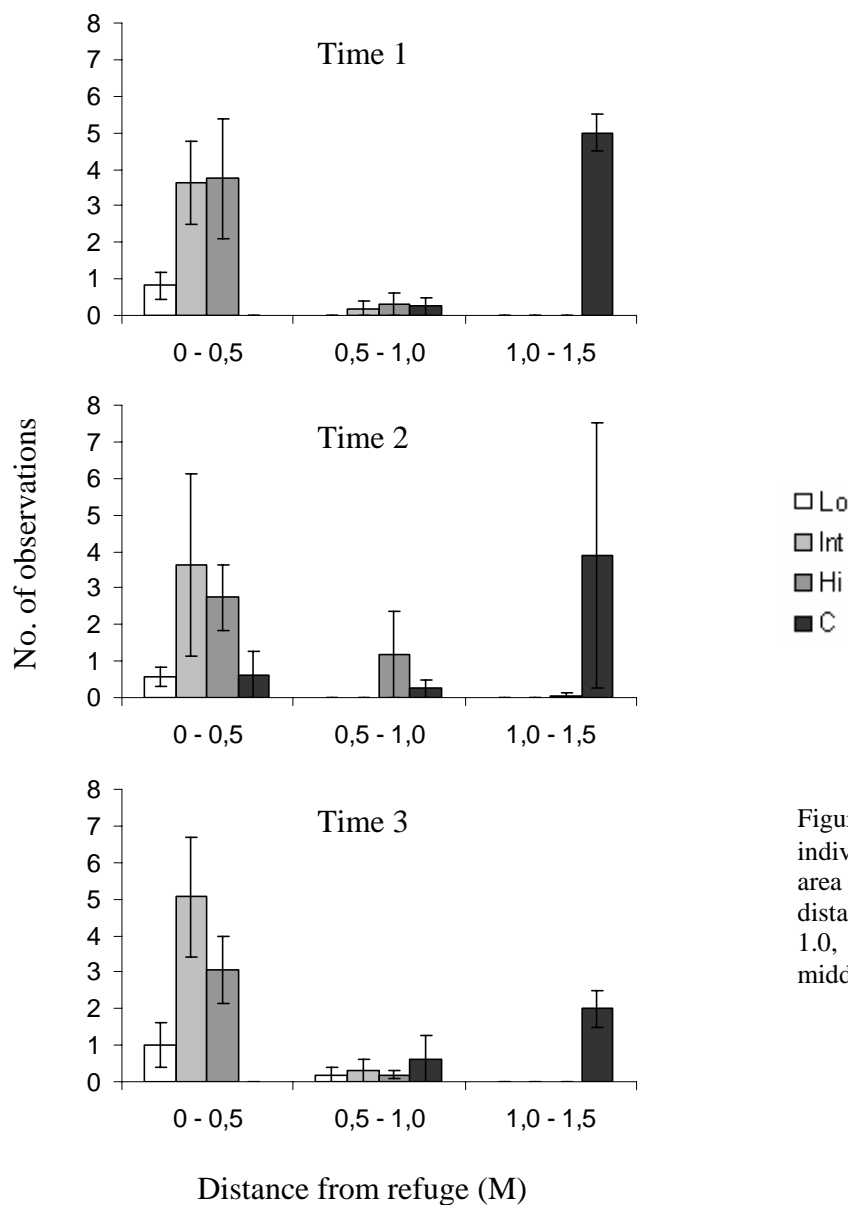 8
7
6
5
4
3
2
1
0
Time 1
0 - 0,5 0,5 - 1,0 1,0 - 1,5
No. of observations
8
7
6
5
4
3
2
1
0
Time 2
0 - 0,5 0,5 - 1,0 1,0 - 1,5
Lo
Int
Hi
C
8
7
6
5
4
3
2
1
0
Time 3
0 - 0,5 0,5 - 1,0 1,0 - 1,5
Distance from refuge (M)
Figur
indiv
area
dista
1.0,
midd